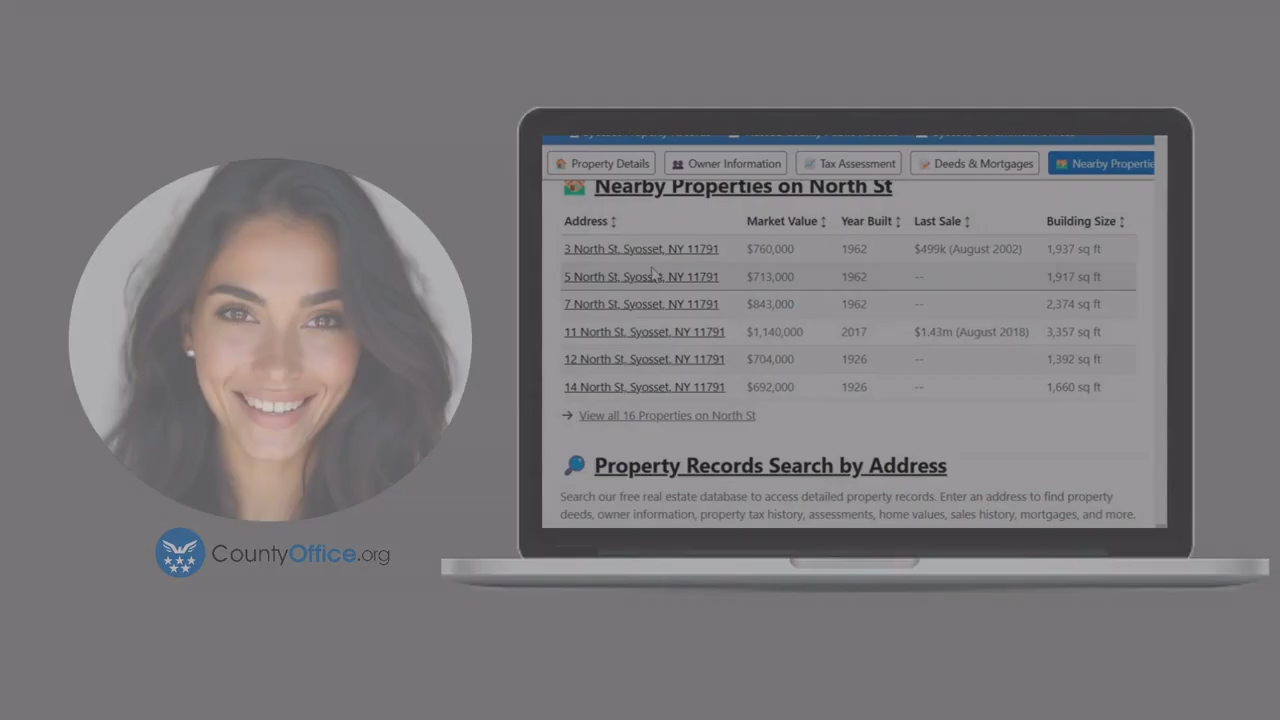 Property Details Owner Information Tax Assessment Deeds & Mortgages Nearby Propertie
Nearby Properties on North St
Address Market Value Year Built Last Sale Building Size
3 North St, Syosset, NY 11791 $760,000 1962 $499k (August 2002) 1,937 sq ft
5 North St, Syosset, NY 11791 $713,000 1962 -- 1,917 sq ft
7 North St, Syosset, NY 11791 $843,000 1962 -- 2,374 sq ft
11 North St, Syosset, NY 11791 $1,140,000 2017 $1.43m (August 2018) 3,357 sq ft
12 North St, Syosset, NY 11791 $704,000 1926 -- 1,392 sq ft
14 North St, Syosset, NY 11791 $692,000 1926 -- 1,660 sq ft
→ View all 16 Properties on North St
Property Records Search by Address
Search our free real estate database to access detailed property records. Enter an address to find property
deeds, owner information, property tax history, assessments, home values, sales history, mortgages, and more.
CountyOffice.org